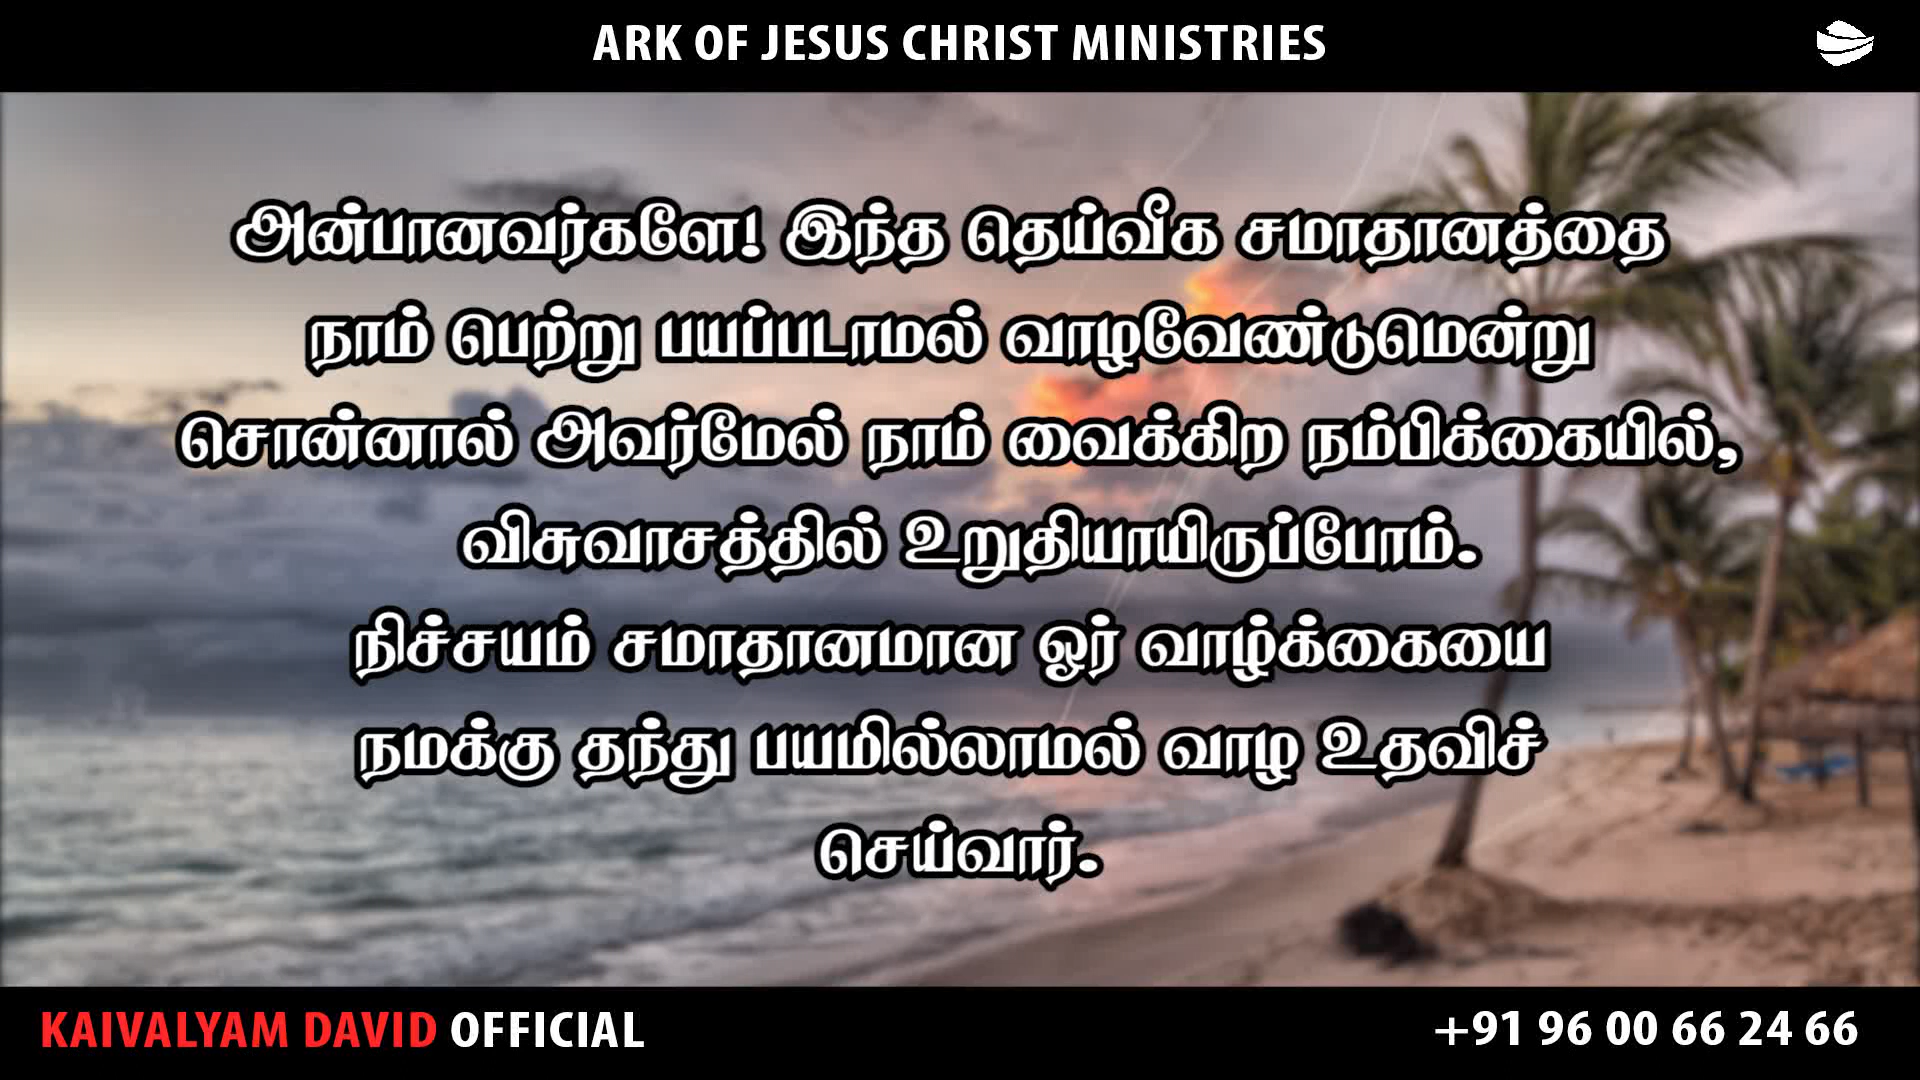 ARK OF JESUS CHRIST MINISTRIES
அன்பானவர்களே! இந்த தெய்வீக சமாதானத்தை
நாம் பெற்று பயப்படாமல் வாழவேண்டுமென்று
சொன்னால் அவர்மேல் நாம் வைக்கிற நம்பிக்கையில்,
விசுவாசத்தில் உறுதியாயிருப்போம்.
நிச்சயம் சமாதானமான ஓர் வாழ்க்கையை
நமக்கு தந்து பயமில்லாமல் வாழ உதவிச்
செய்வார்.
KAIVALYAM DAVID OFFICIAL
+91 96 00 66 24 66